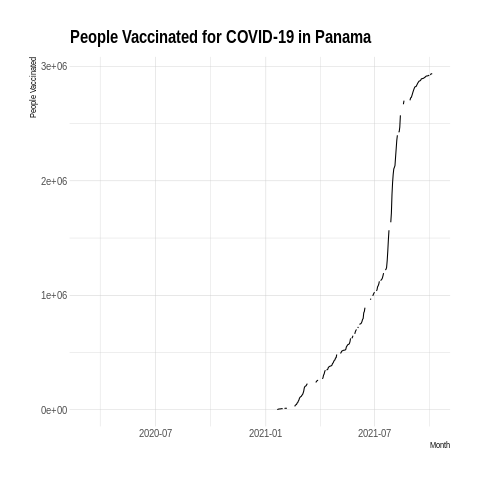 People Vaccinated for COVID-19 in Panama
People Vaccinated
3e+06
2e+06
1e+06
0e+00
2020-07
2021-01
2021-07
Month